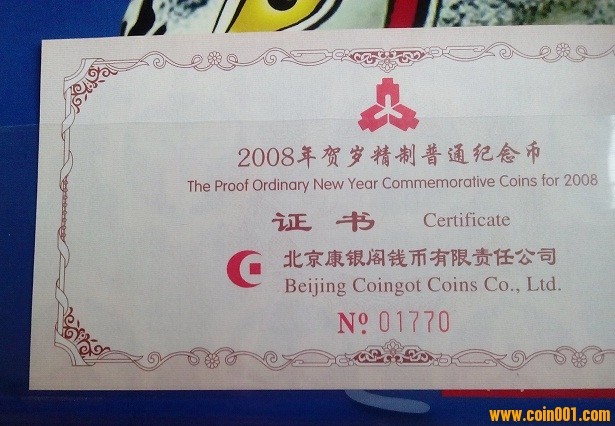 2008年贺岁精制普通纪念币
The Proof Ordinary New Year Commemorative Coins for 2008
证书 Certificate
北京康银阁钱币有限责任公司
Beijing Coingot Coins Co., Ltd.
Nº 01770
www.coin001.com